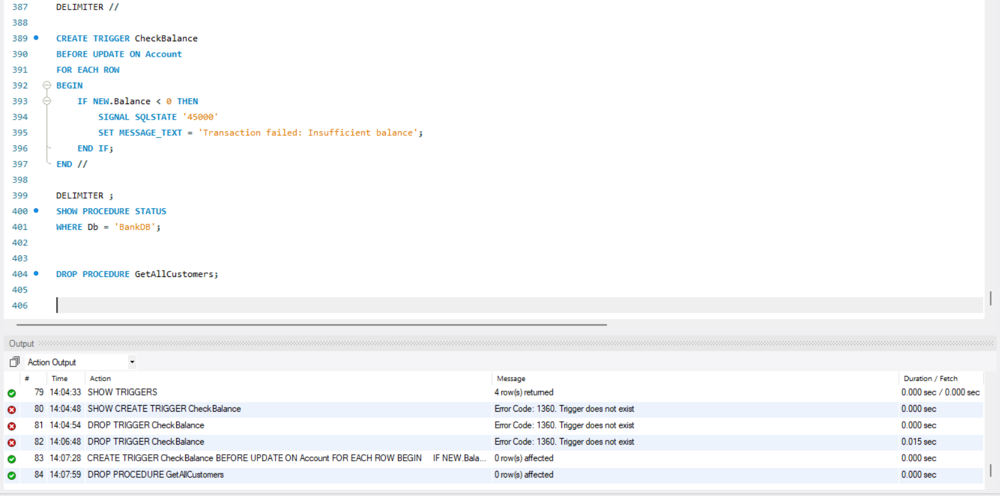 387 DELIMITER //
388
389 CREATE TRIGGER CheckBalance
390 BEFORE UPDATE ON Account
391 FOR EACH ROW
392 BEGIN
393 IF NEW.Balance < 0 THEN
394 SIGNAL SQLSTATE '45000'
395 SET MESSAGE_TEXT = 'Transaction failed: Insufficient balance';
396 END IF;
397 END //
398
399 DELIMITER ;
400 SHOW PROCEDURE STATUS
401 WHERE Db = 'BankDB';
402
403
404 DROP PROCEDURE GetAllCustomers;
405
406
Output
Action Output
# Time Action Message Duration / Fetch
79 14:04:33 SHOW TRIGGERS 4 row(s) returned 0.000 sec / 0.000 sec
80 14:04:48 SHOW CREATE TRIGGER CheckBalance Error Code: 1360. Trigger does not exist 0.000 sec
81 14:04:54 DROP TRIGGER CheckBalance Error Code: 1360. Trigger does not exist 0.000 sec
82 14:06:48 DROP TRIGGER CheckBalance Error Code: 1360. Trigger does not exist 0.015 sec
83 14:07:28 CREATE TRIGGER CheckBalance BEFORE UPDATE ON Account FOR EACH ROW BEGIN IF NEW.Bala... 0 row(s) affected 0.000 sec
84 14:07:59 DROP PROCEDURE GetAllCustomers 0 row(s) affected 0.000 sec